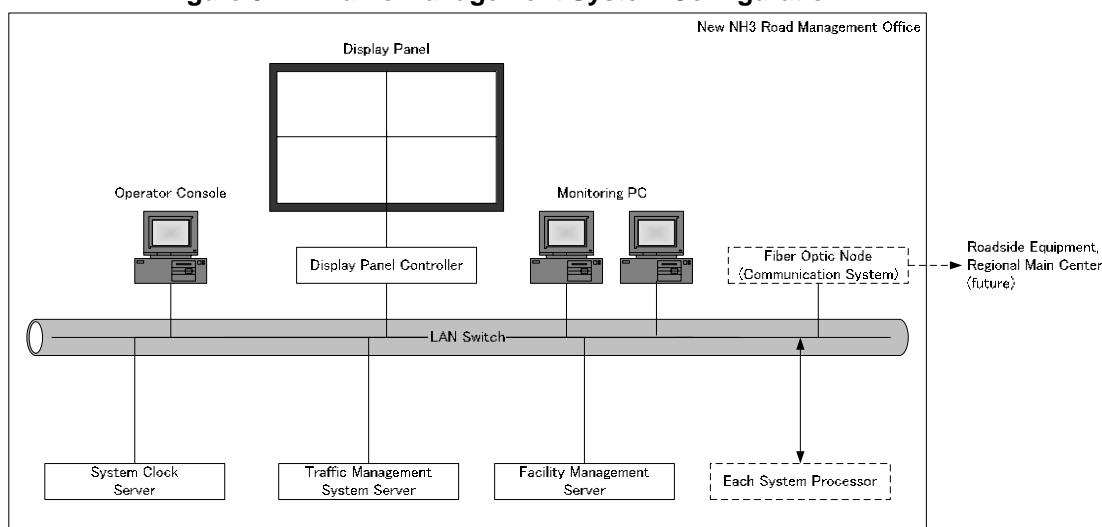 New NH3 Road Management Office
Display Panel
Operator Console
Monitoring PC
Display Panel Controller
Fiber Optic Node
(Communication System)
Roadside Equipment,
Regional Main Center
(future)
LAN Switch
System Clock
Server
Traffic Management
System Server
Facility Management
Server
Each System Processor